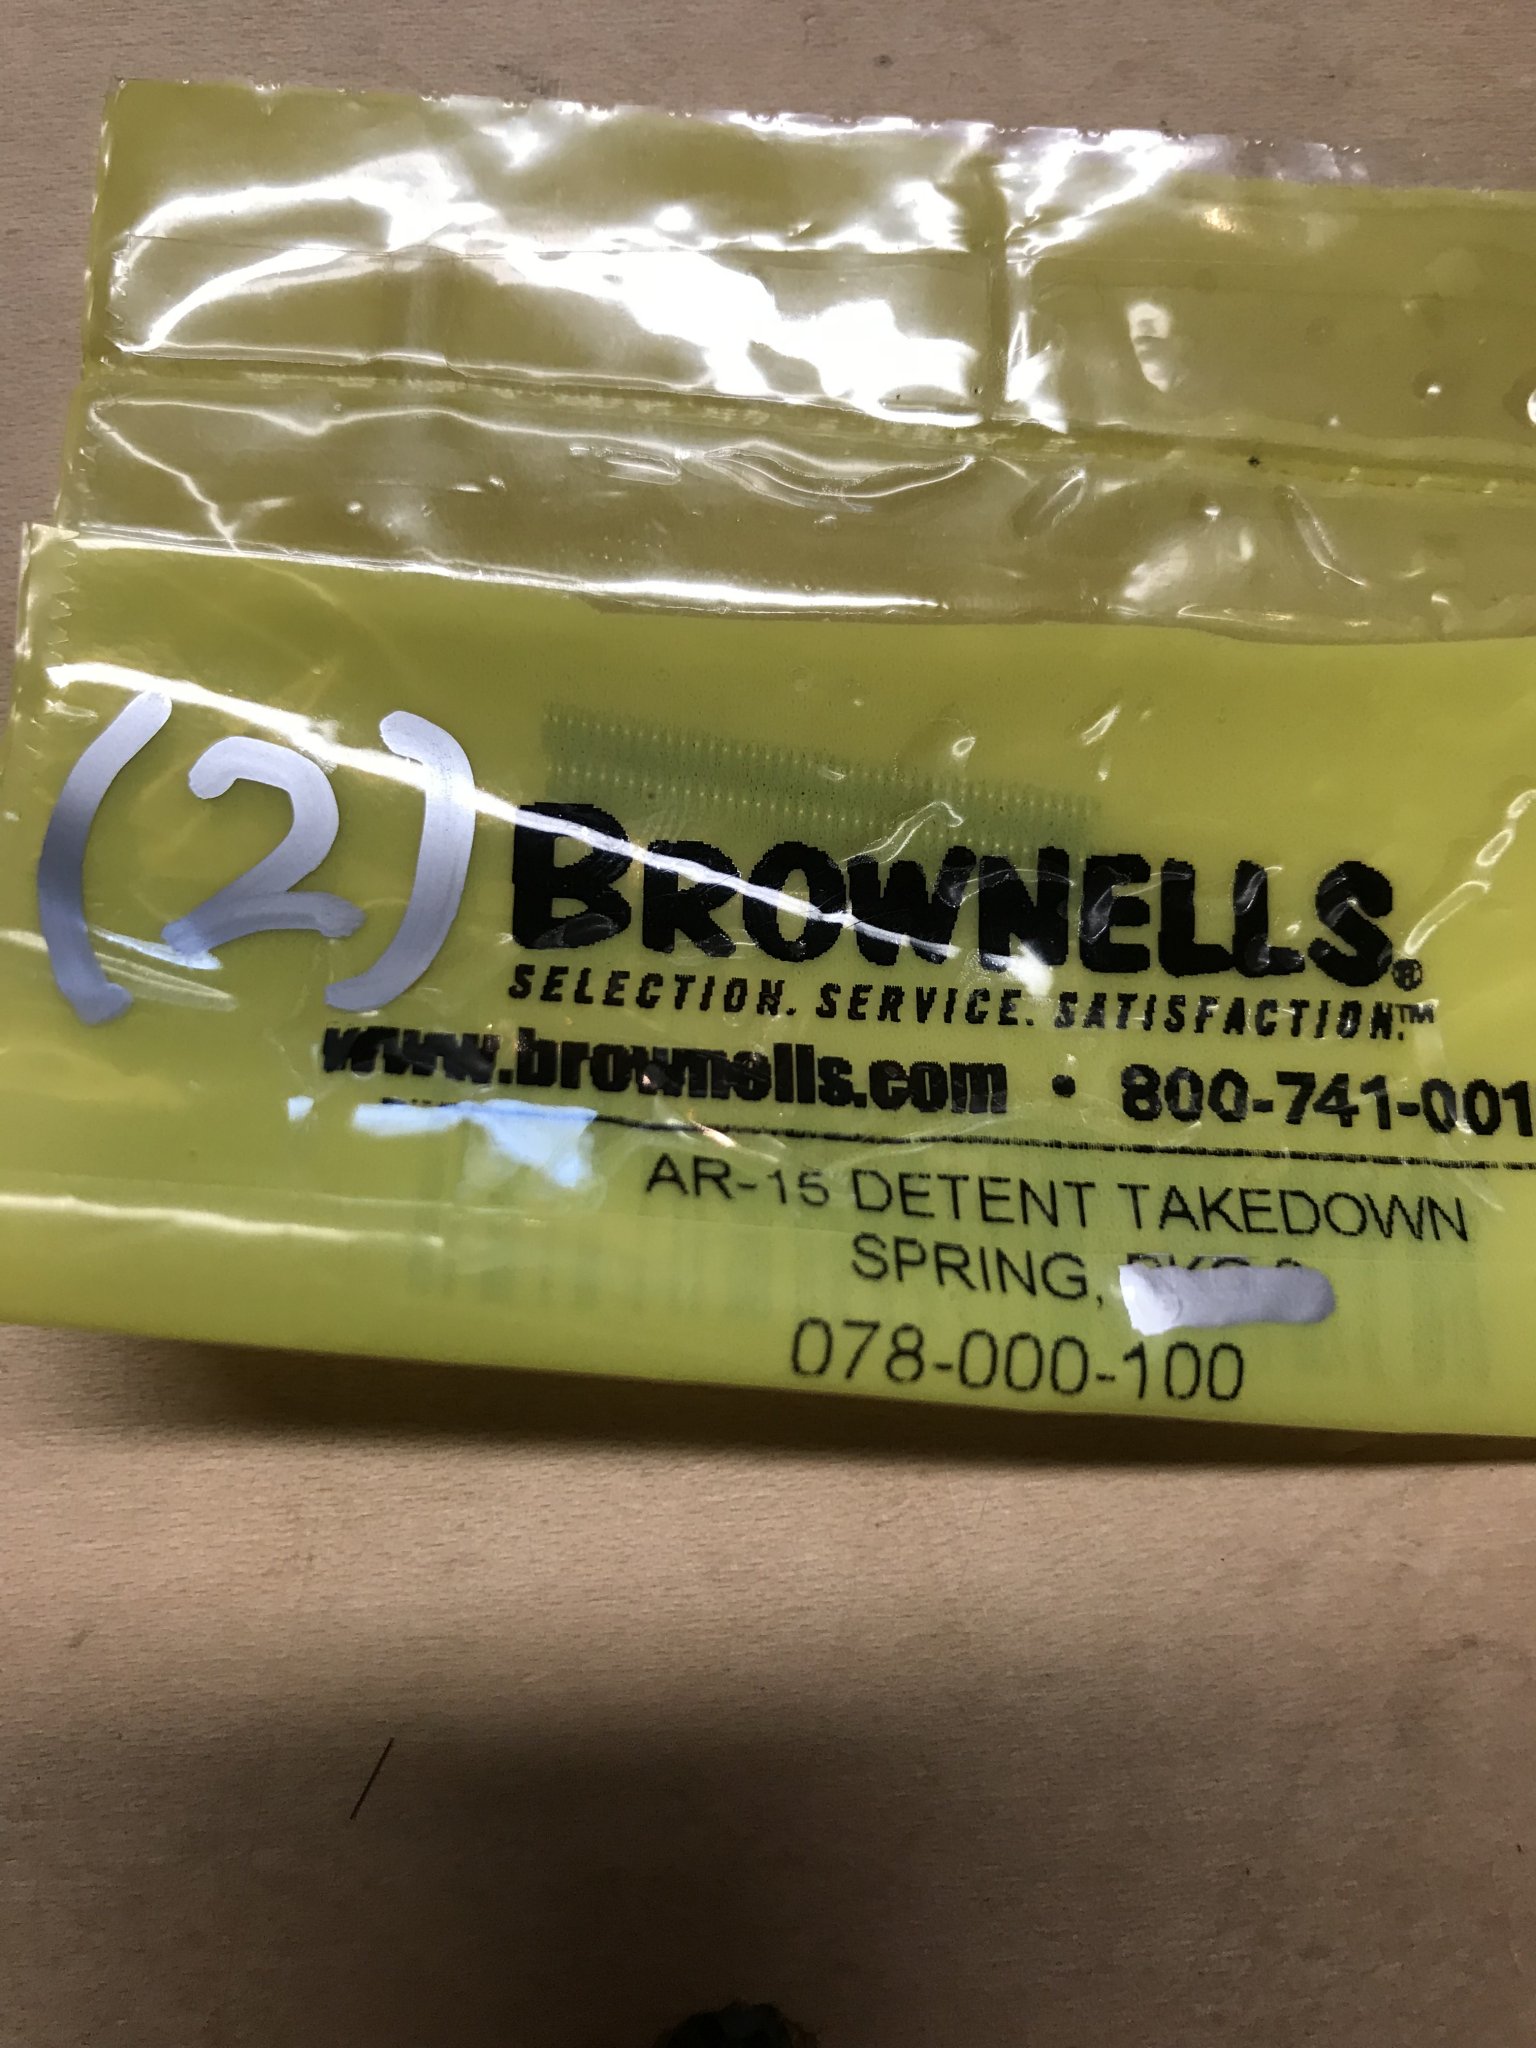 (2)
BROWNELLS®
SELECTION. SERVICE. SATISFACTION.™
www.brownells.com • 800-741-001
AR-15 DETENT TAKEDOWN
SPRING,
078-000-100